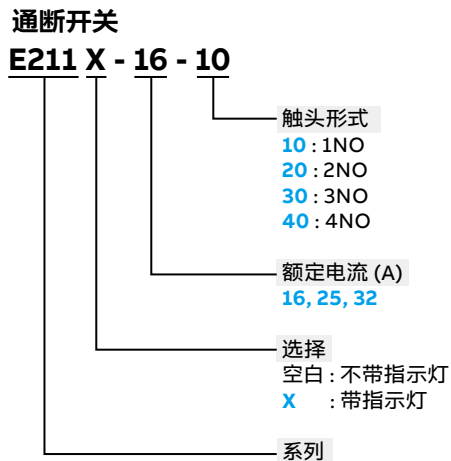 通断开关
E211 X - 16 - 10
触头形式
10 : 1NO
20 : 2NO
30 : 3NO
40 : 4NO
额定电流 (A)
16, 25, 32
选择
空白 : 不带指示灯
X : 带指示灯
系列